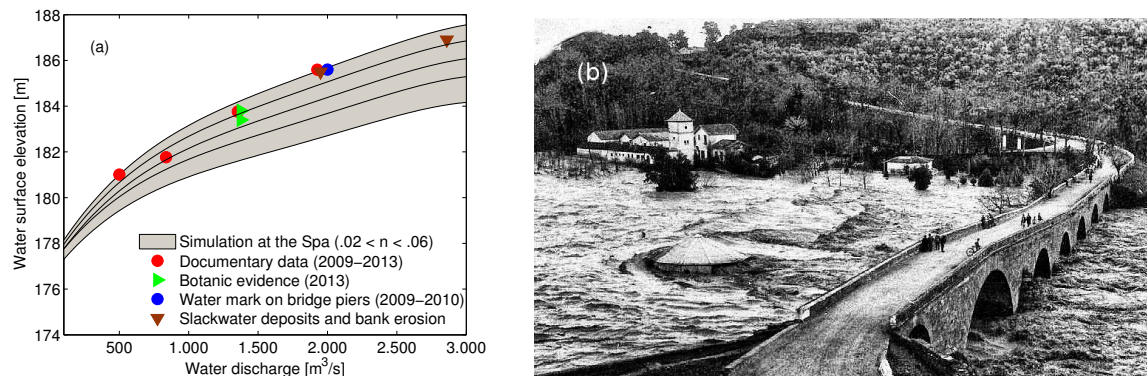 188
186
184
182
180
178
176
174
Water surface elevation [m]
(a)
Simulation at the Spa (.02 < n < .06)
Documentary data (2009−2013)
Botanic evidence (2013)
Water mark on bridge piers (2009−2010)
Slackwater deposits and bank erosion
500 1.000 1.500 2.000 2.500 3.000
Water discharge [m³/s]
(b)